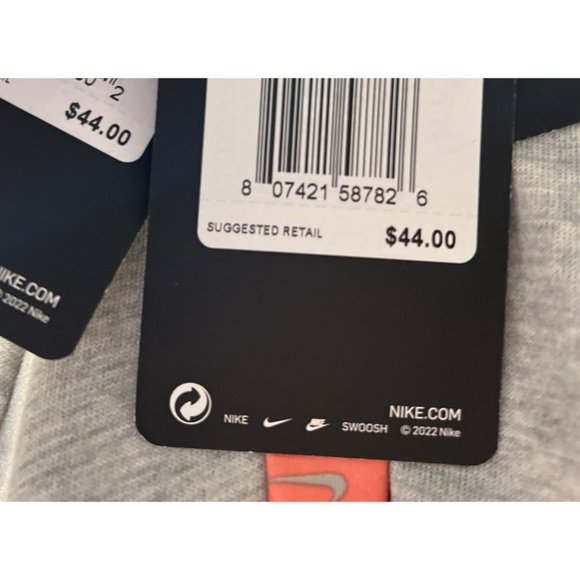 $44.00
NIKE.COM
© 2022 Nike
8 07421 58782 6
SUGGESTED RETAIL $44.00
NIKE.COM
NIKE SWOOSH © 2022 Nike